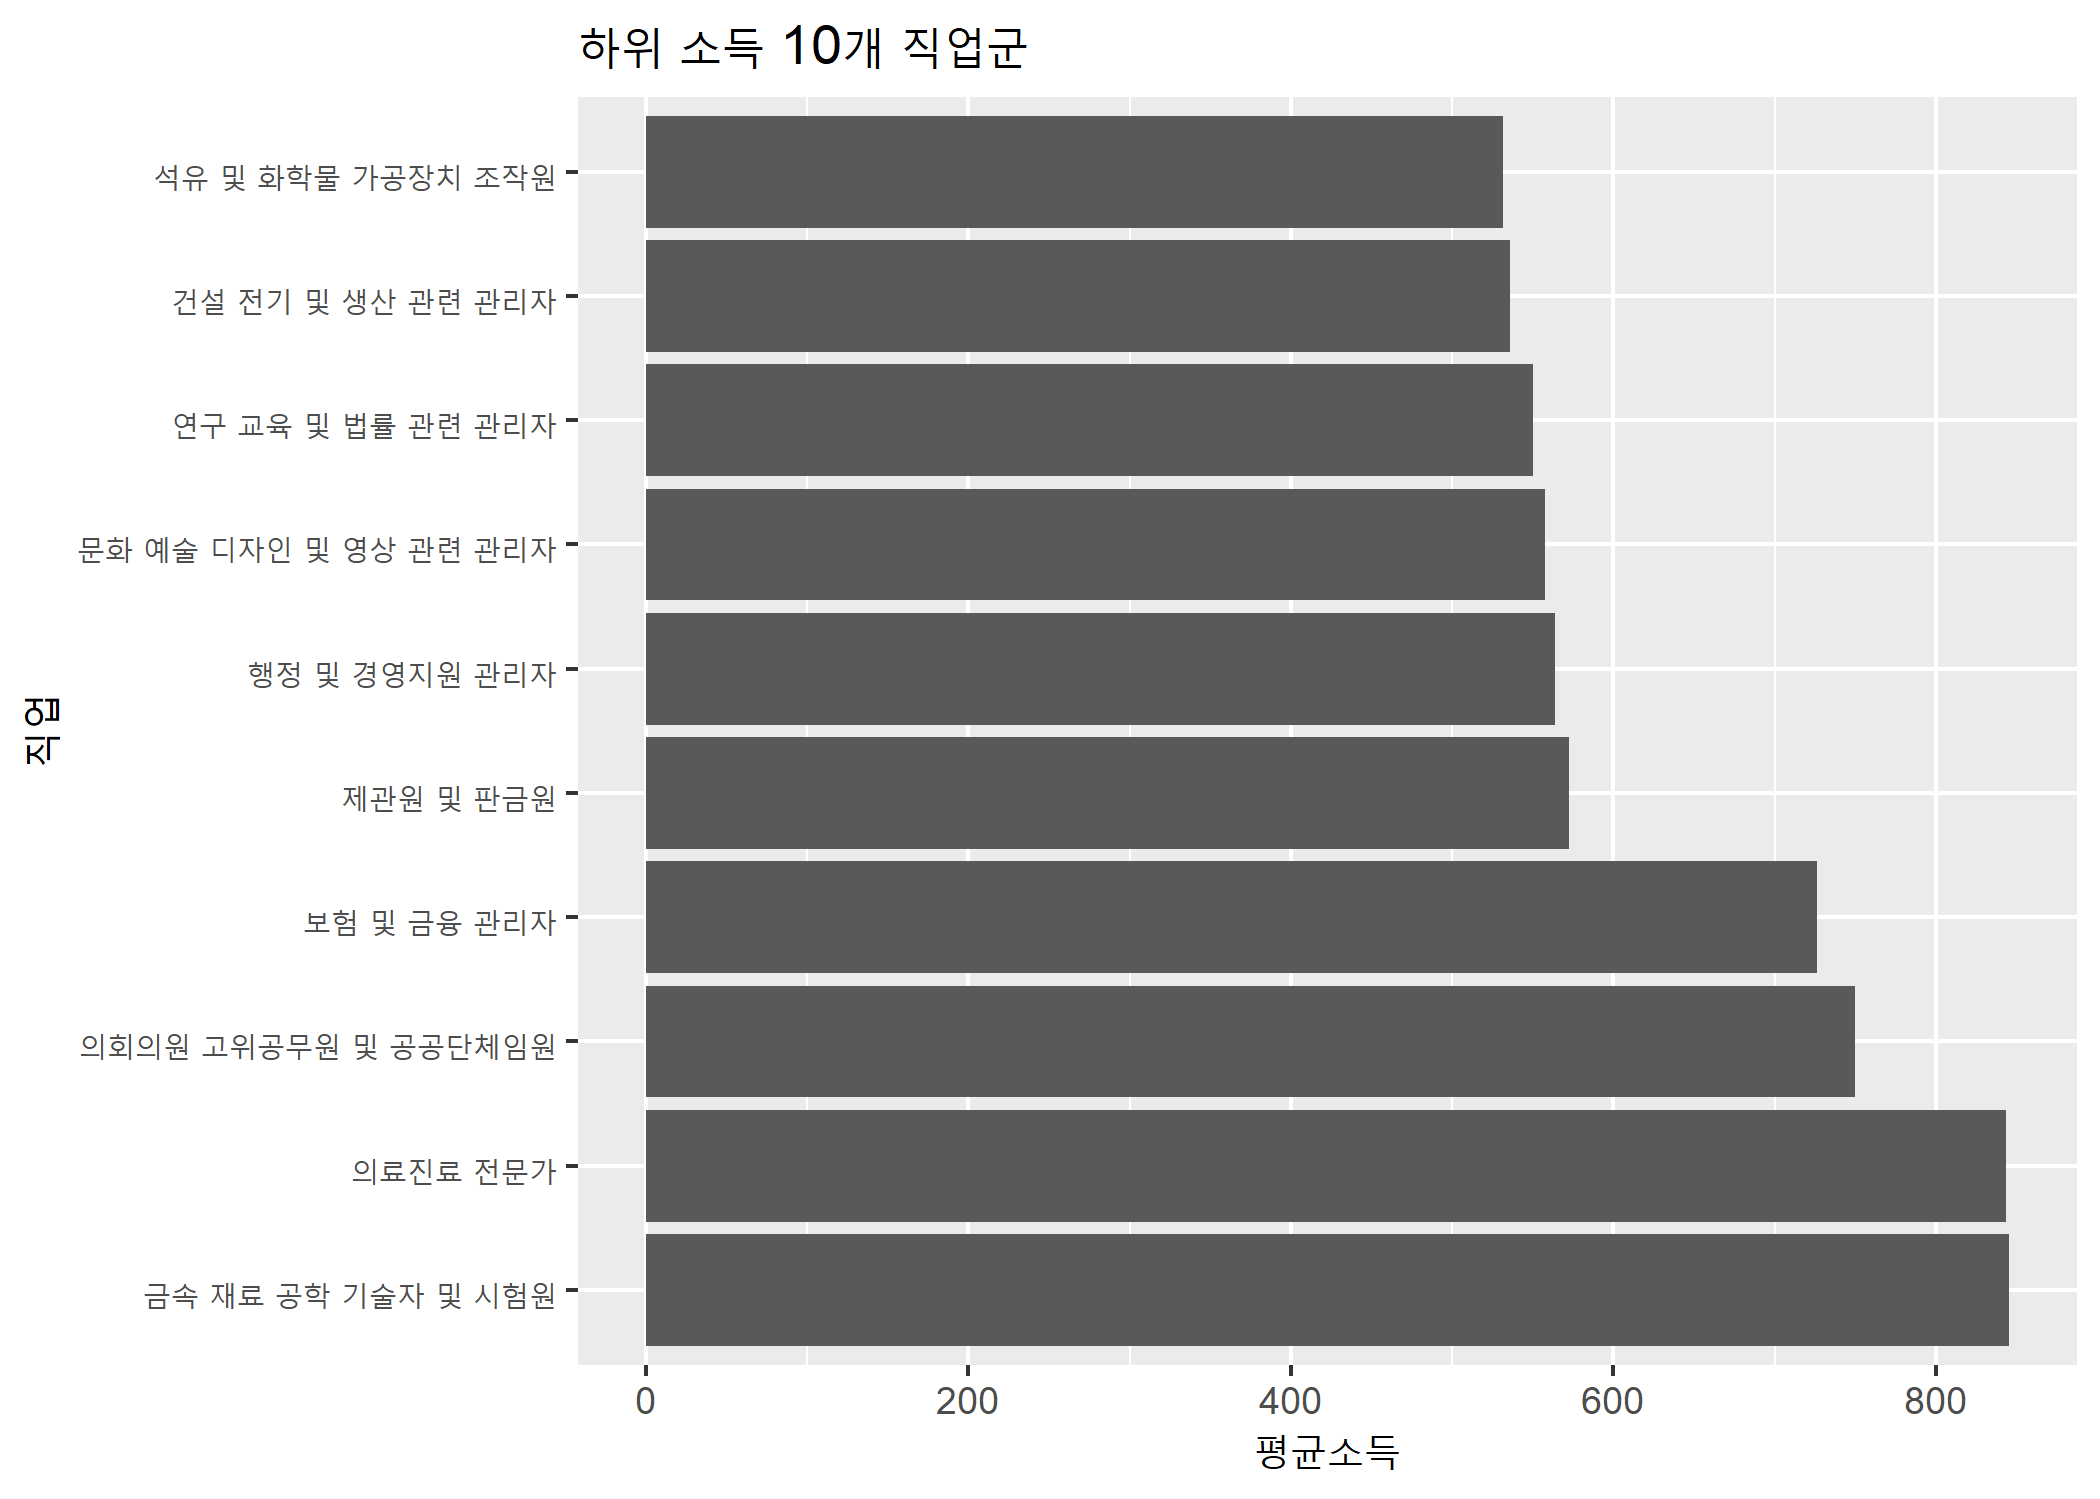 하위 소득 10개 직업군
직업
석유 및 화학물 가공장치 조작원
건설 전기 및 생산 관련 관리자
연구 교육 및 법률 관련 관리자
문화 예술 디자인 및 영상 관련 관리자
행정 및 경영지원 관리자
제관원 및 판금원
보험 및 금융 관리자
의회의원 고위공무원 및 공공단체임원
의료진료 전문가
금속 재료 공학 기술자 및 시험원
0 200 400 600 800
평균소득